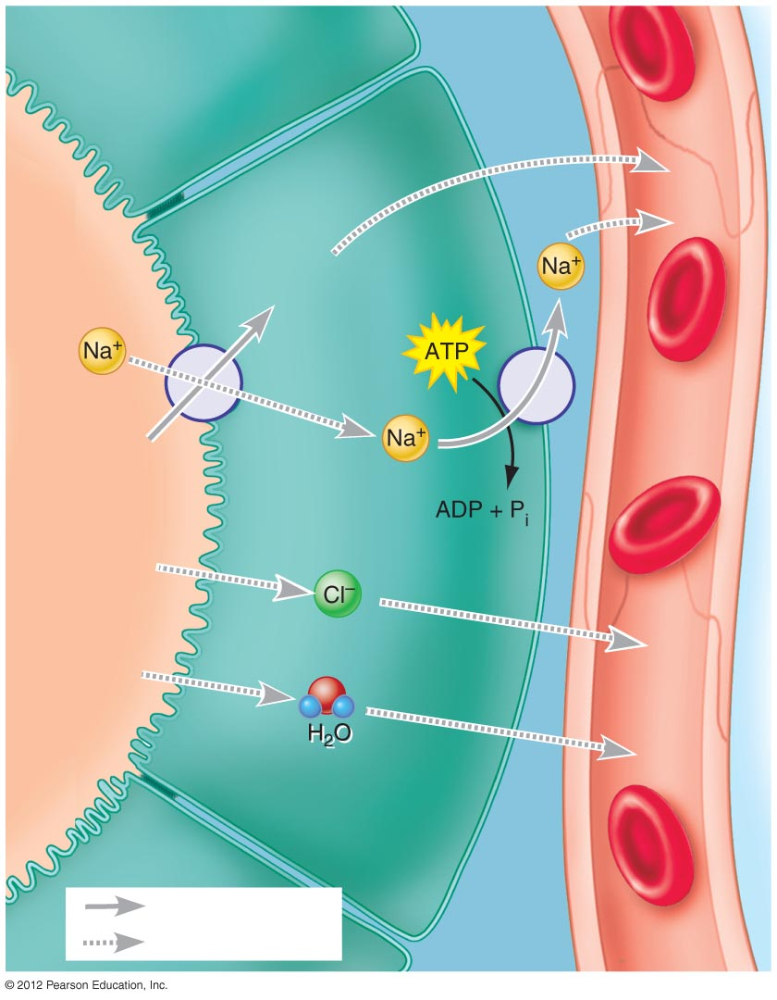 Na⁺
Na⁺
ATP
Na⁺
ADP + Pᵢ
Cl⁻
H₂O
© 2012 Pearson Education, Inc.